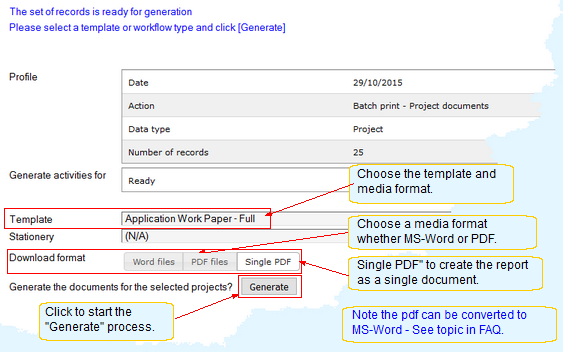 The set of records is ready for generation
Please select a template or workflow type and click [Generate]
Profile
Date 29/10/2015
Action Batch print - Project documents
Data type Project
Number of records 25
Generate activities for Ready
Choose the template and
media format.
Template Application Work Paper - Full
Stationery (N/A)
Choose a media format
whether MS-Word or PDF.
Download format Word files PDF files Single PDF
Single PDF" to create the report
as a single document.
Generate the documents for the selected projects? Generate
Click to start the
"Generate" process.
Note the pdf can be converted to
MS-Word - See topic in FAQ.